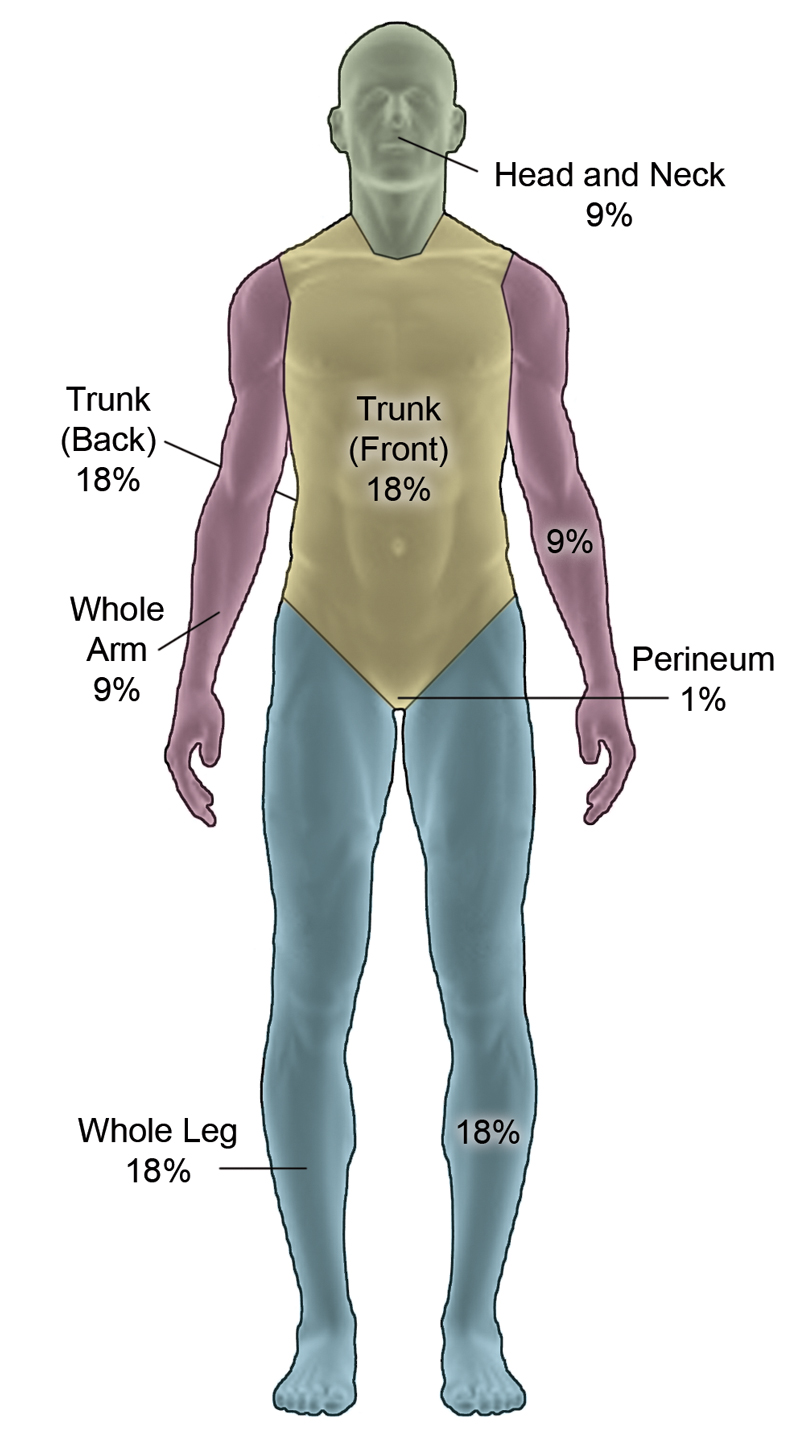 Head and Neck
9%
Trunk
(Back)
18%
Trunk
(Front)
18%
9%
Whole
Arm
9%
Perineum
1%
Whole Leg
18%
18%